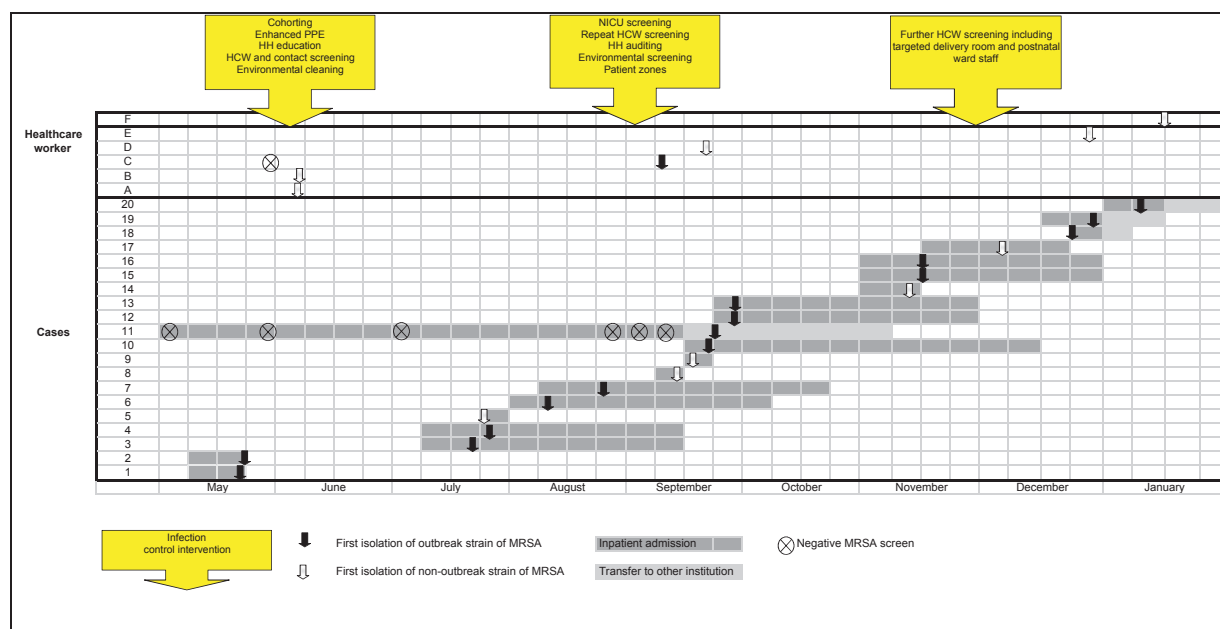 Cohorting
Enhanced PPE
HH education
HCW and contact screening
Environmental cleaning
NICU screening
Repeat HCW screening
HH auditing
Environmental screening
Patient zones
Further HCW screening including
targeted delivery room and postnatal
ward staff
Healthcare
worker
F
E
D
C
B
A
Cases
20
19
18
17
16
15
14
13
12
11
10
9
8
7
6
5
4
3
2
1
May June July August September October November December January
Infection
control intervention
First isolation of outbreak strain of MRSA
First isolation of non-outbreak strain of MRSA
Inpatient admission
Transfer to other institution
Negative MRSA screen